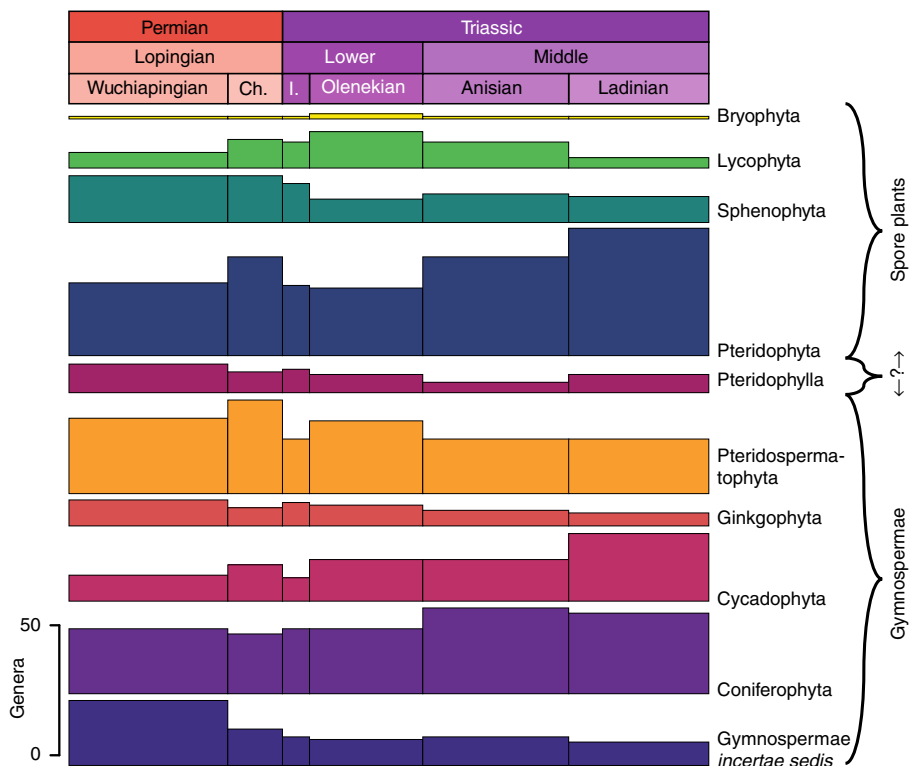 Permian
Triassic
Lopingian
Lower
Middle
Wuchiapingian
Ch.
I.
Olenekian
Anisian
Ladinian
Bryophyta
Lycophyta
Sphenophyta
Pteridophyta
Pteridophylla
Pteridosperma-
tophyta
Ginkgophyta
Cycadophyta
Coniferophyta
Gymnospermae
incertae sedis
Spore plants
←?→
Gymnospermae
50
Genera
0